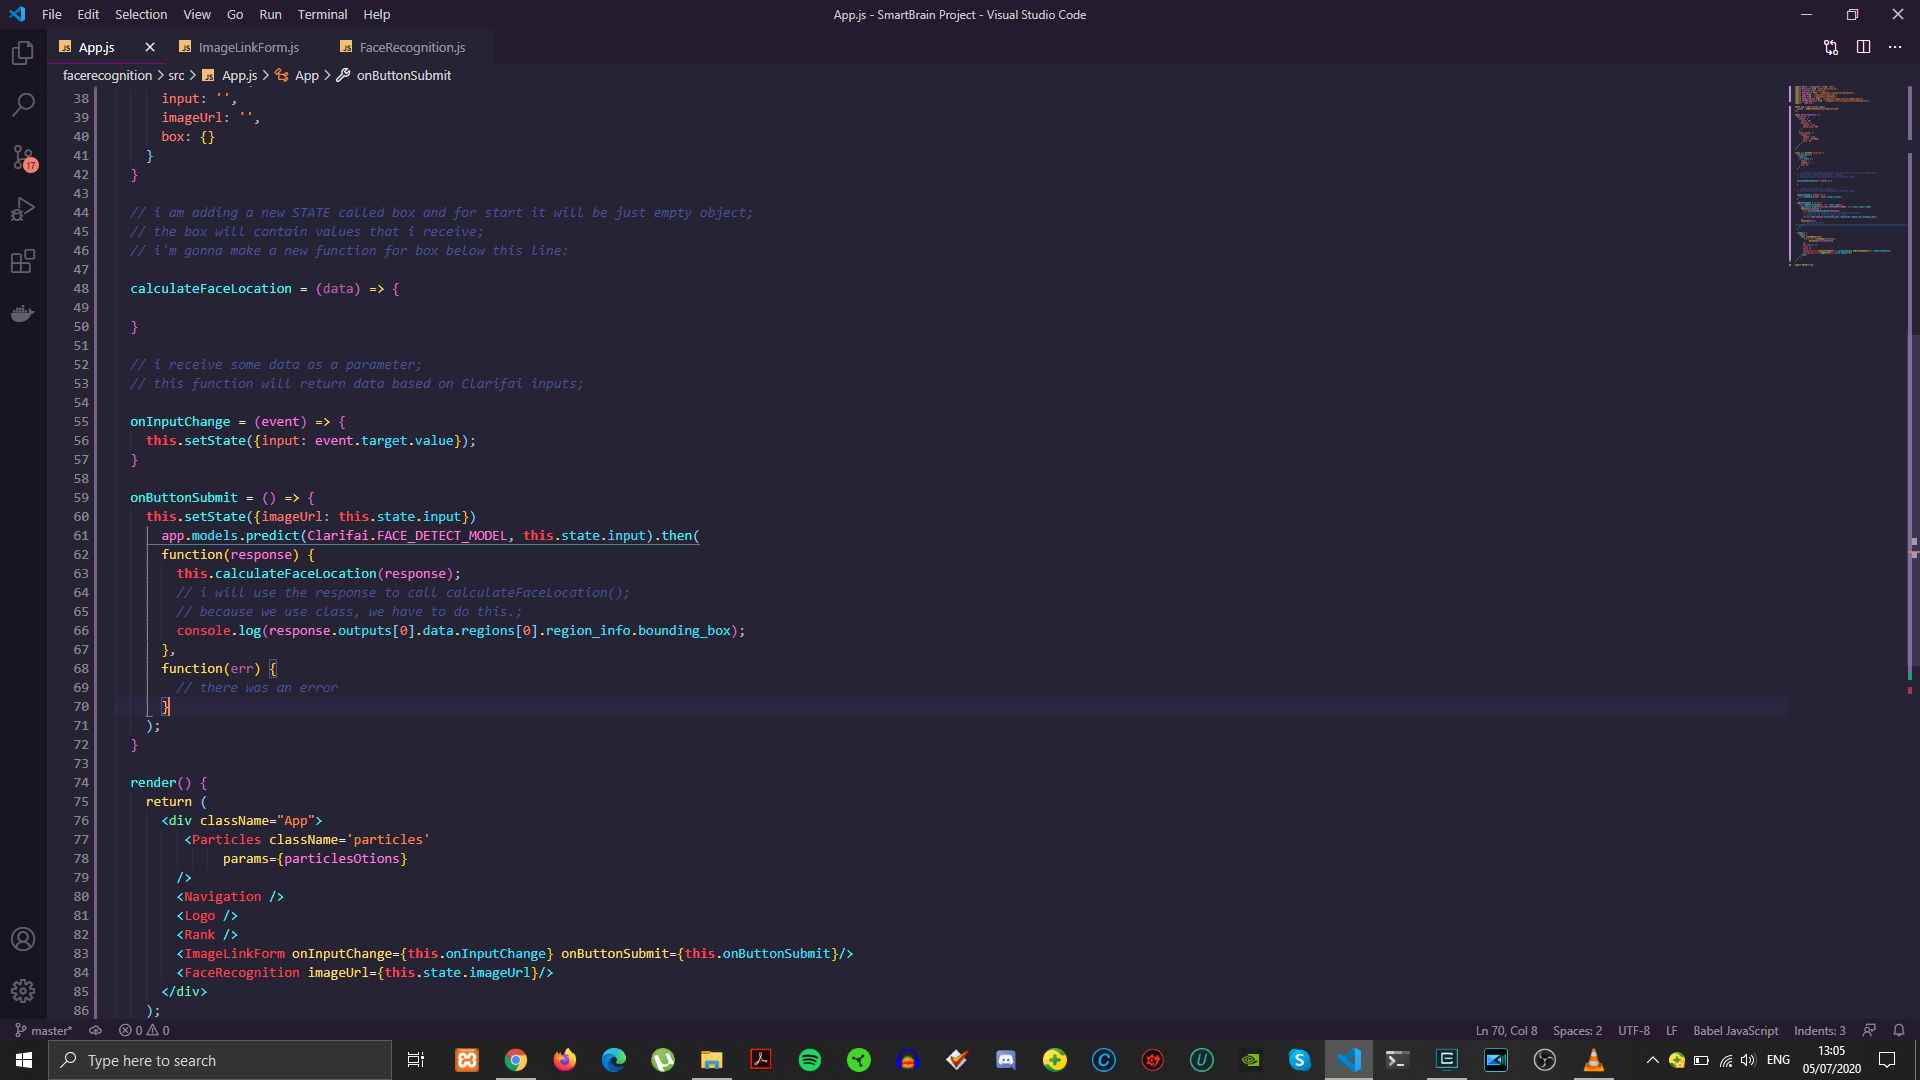 File Edit Selection View Go Run Terminal Help
App.js - SmartBrain Project - Visual Studio Code
App.js ImageLinkForm.js FaceRecognition.js
facerecognition > src > App.js > App > onButtonSubmit
38 input: '',
39 imageUrl: '',
40 box: {}
41 }
42 }
43
44 // i am adding a new STATE called box and for start it will be just empty object;
45 // the box will contain values that i receive;
46 // i'm gonna make a new function for box below this line:
47
48 calculateFaceLocation = (data) => {
49
50 }
51
52 // i receive some data as a parameter;
53 // this function will return data based on Clarifai inputs;
54
55 onInputChange = (event) => {
56 this.setState({input: event.target.value});
57 }
58
59 onButtonSubmit = () => {
60 this.setState({imageUrl: this.state.input})
61 app.models.predict(Clarifai.FACE_DETECT_MODEL, this.state.input).then(
62 function(response) {
63 this.calculateFaceLocation(response);
64 // i will use the response to call calculateFaceLocation();
65 // because we use class, we have to do this.;
66 console.log(response.outputs[0].data.regions[0].region_info.bounding_box);
67 },
68 function(err) {
69 // there was an error
70 }
71 );
72 }
73
74 render() {
75 return (
76 <div className="App">
77 <Particles className='particles'
78 params={particlesOtions}
79 />
80 <Navigation />
81 <Logo />
82 <Rank />
83 <ImageLinkForm onInputChange={this.onInputChange} onButtonSubmit={this.onButtonSubmit}/>
84 <FaceRecognition imageUrl={this.state.imageUrl}/>
85 </div>
86 );
17
master* 0 0 Ln 70, Col 8 Spaces: 2 UTF-8 LF Babel JavaScript Indents: 3
Type here to search
ENG
13:05
05/07/2020